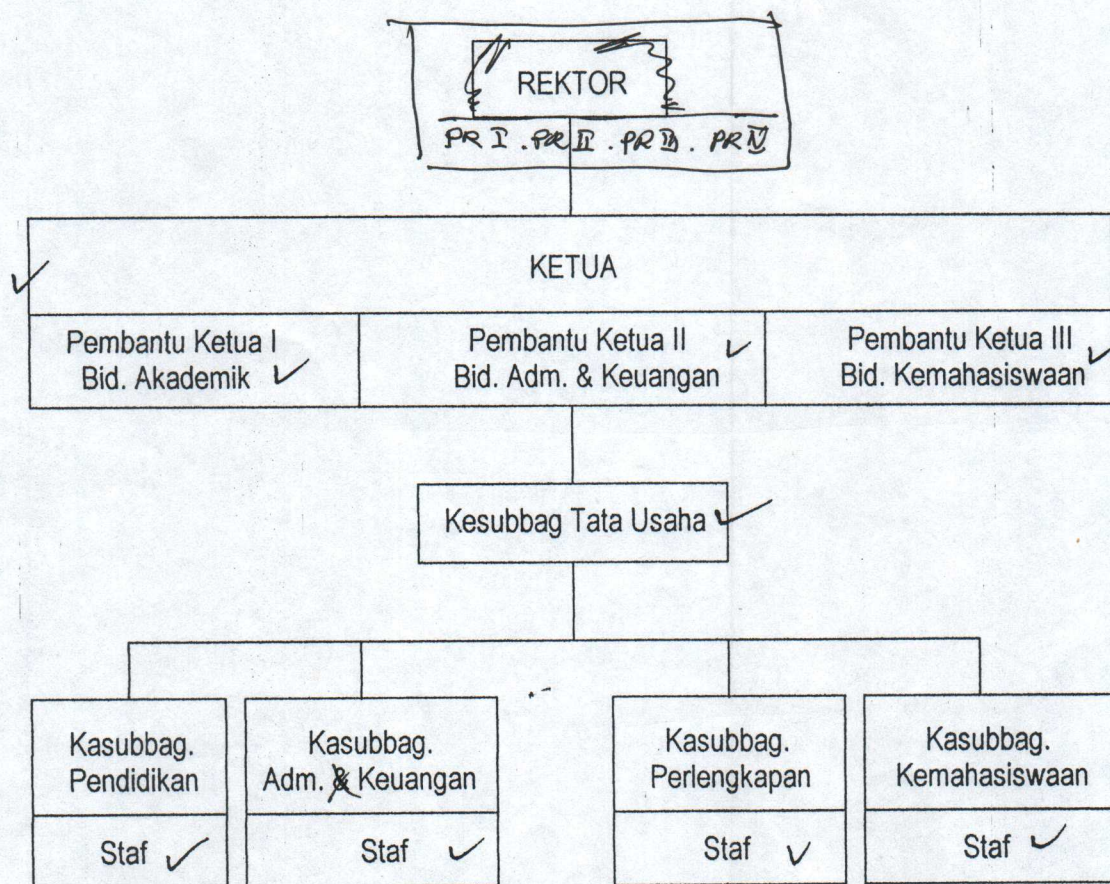 REKTOR
PR I . PR II . PR III . PR IV
KETUA
Pembantu Ketua I
Bid. Akademik
Pembantu Ketua II
Bid. Adm. & Keuangan
Pembantu Ketua III
Bid. Kemahasiswaan
Kesubbag Tata Usaha
Kasubbag.
Pendidikan
Kasubbag.
Adm. & Keuangan
Kasubbag.
Perlengkapan
Kasubbag.
Kemahasiswaan
Staf
Staf
Staf
Staf